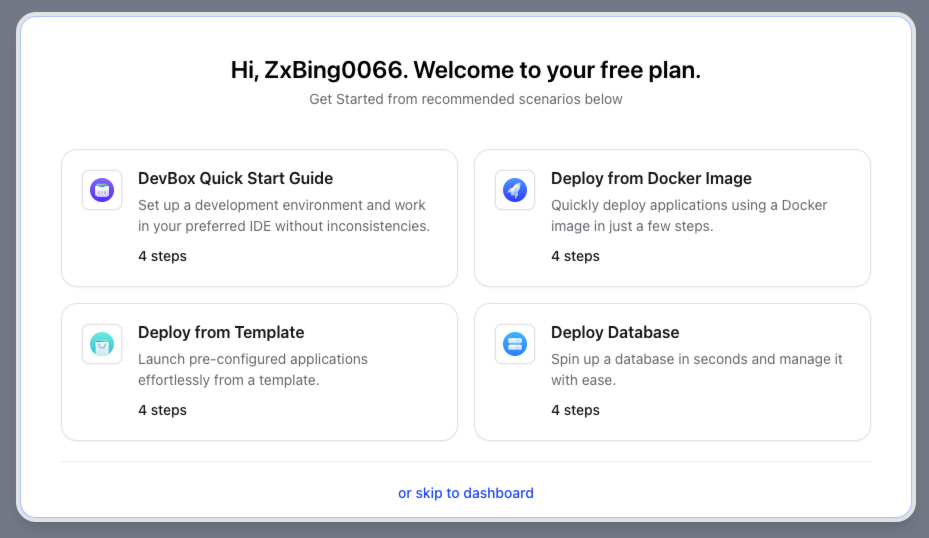 Hi, ZxBing0066. Welcome to your free plan.
Get Started from recommended scenarios below
DevBox Quick Start Guide
Set up a development environment and work
in your preferred IDE without inconsistencies.
4 steps
Deploy from Docker Image
Quickly deploy applications using a Docker
image in just a few steps.
4 steps
Deploy from Template
Launch pre-configured applications
effortlessly from a template.
4 steps
Deploy Database
Spin up a database in seconds and manage it
with ease.
4 steps
or skip to dashboard